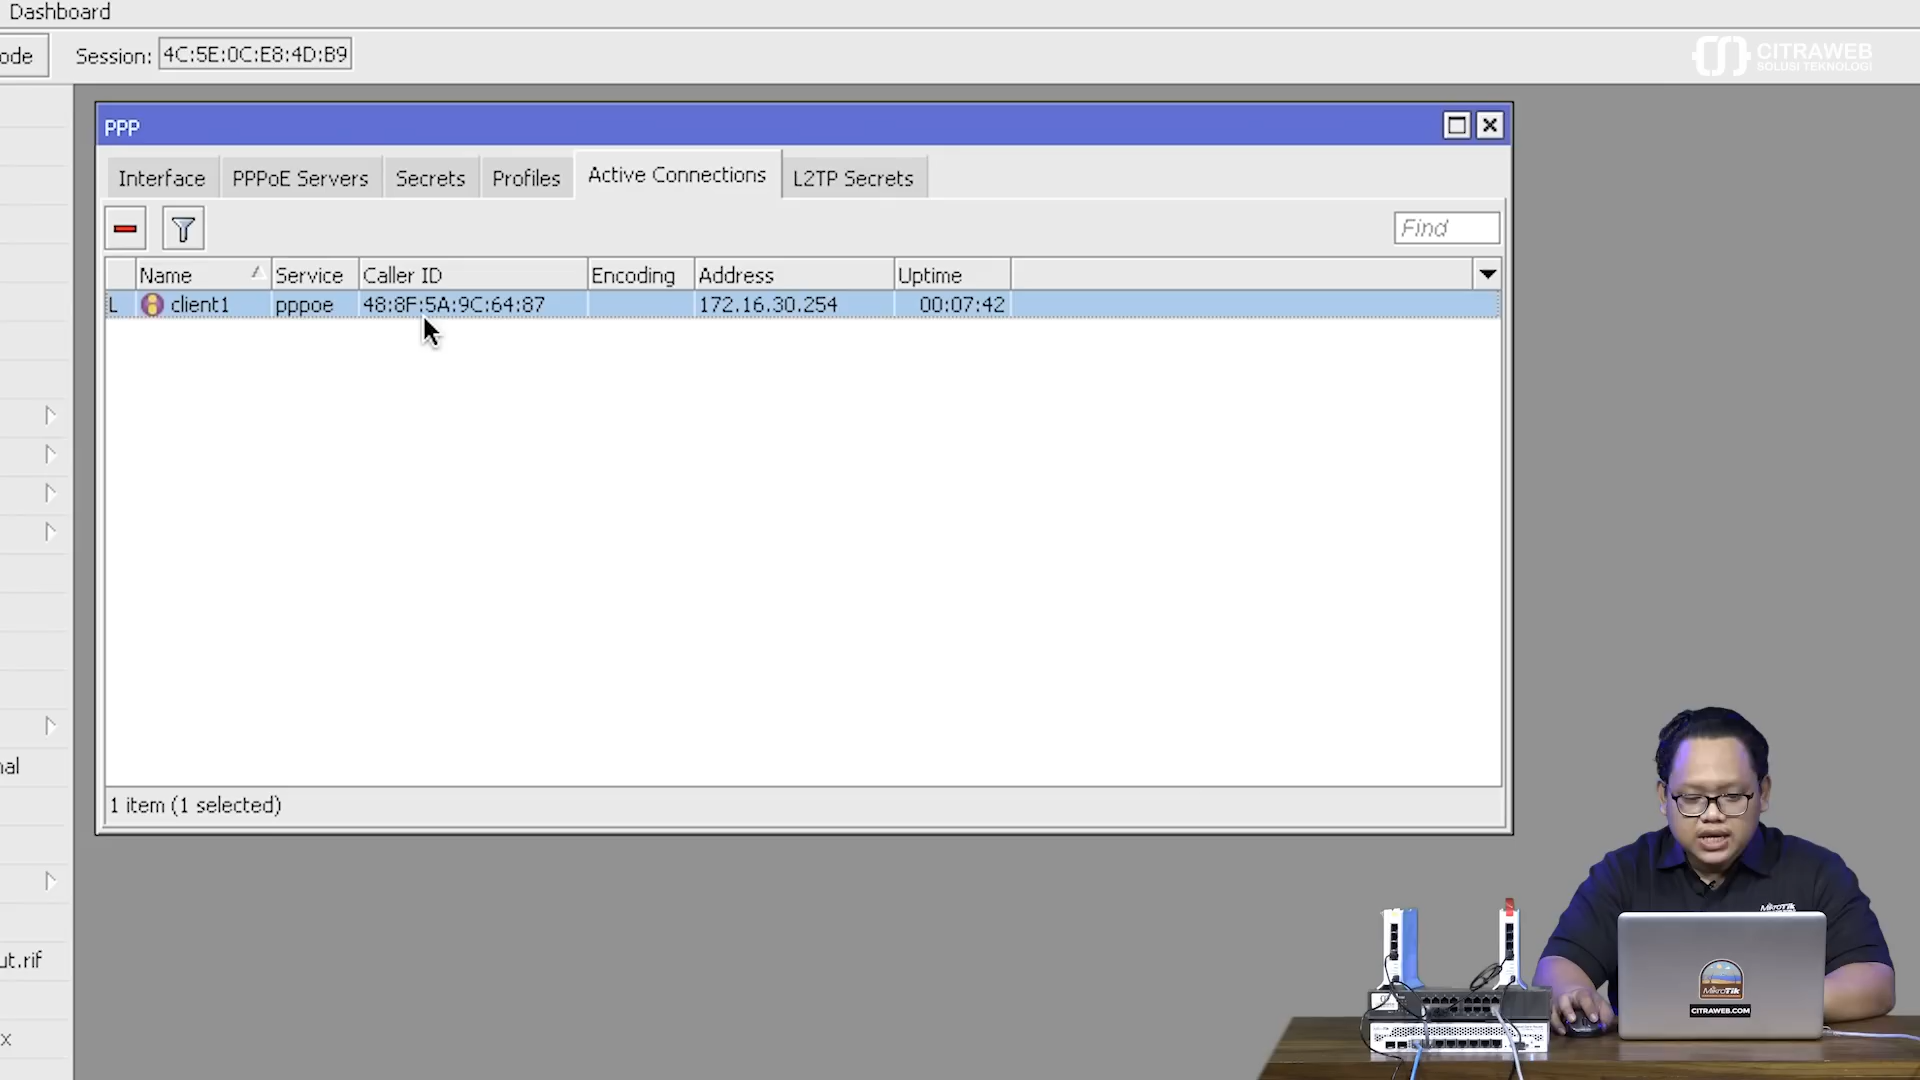 Dashboard
ode
Session: 4C:5E:0C:E8:4D:B9
CITRAWEB
SOLUSI TEKNOLOGI
PPP
Interface PPPoE Servers Secrets Profiles Active Connections L2TP Secrets
Find
Name Service Caller ID Encoding Address Uptime
L client1 pppoe 48:8F:5A:9C:64:87 172.16.30.254 00:07:42
nal
1 item (1 selected)
ut.rif
x
MikroTik
MikroTik
CITRAWEB.COM